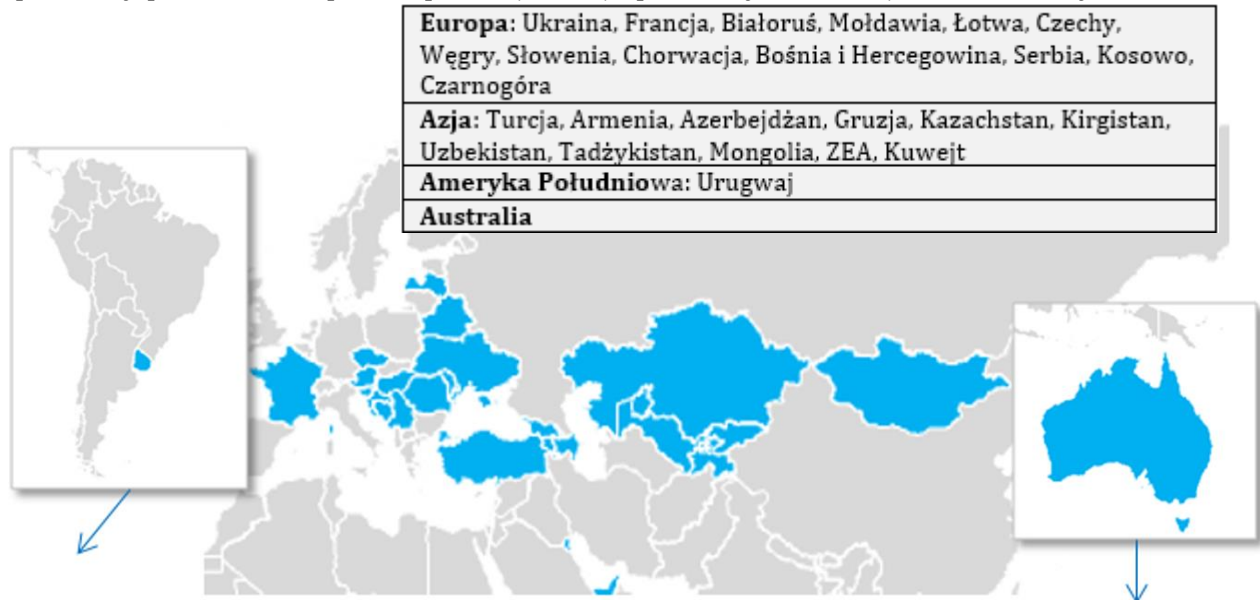 Europa: Ukraina, Francja, Białoruś, Mołdawia, Łotwa, Czechy,
Węgry, Słowenia, Chorwacja, Bośnia i Hercegowina, Serbia, Kosowo,
Czarnogóra
Azja: Turcja, Armenia, Azerbejdżan, Gruzja, Kazachstan, Kirgistan,
Uzbekistan, Tadżykistan, Mongolia, ZEA, Kuwejt
Ameryka Południowa: Urugwaj
Australia